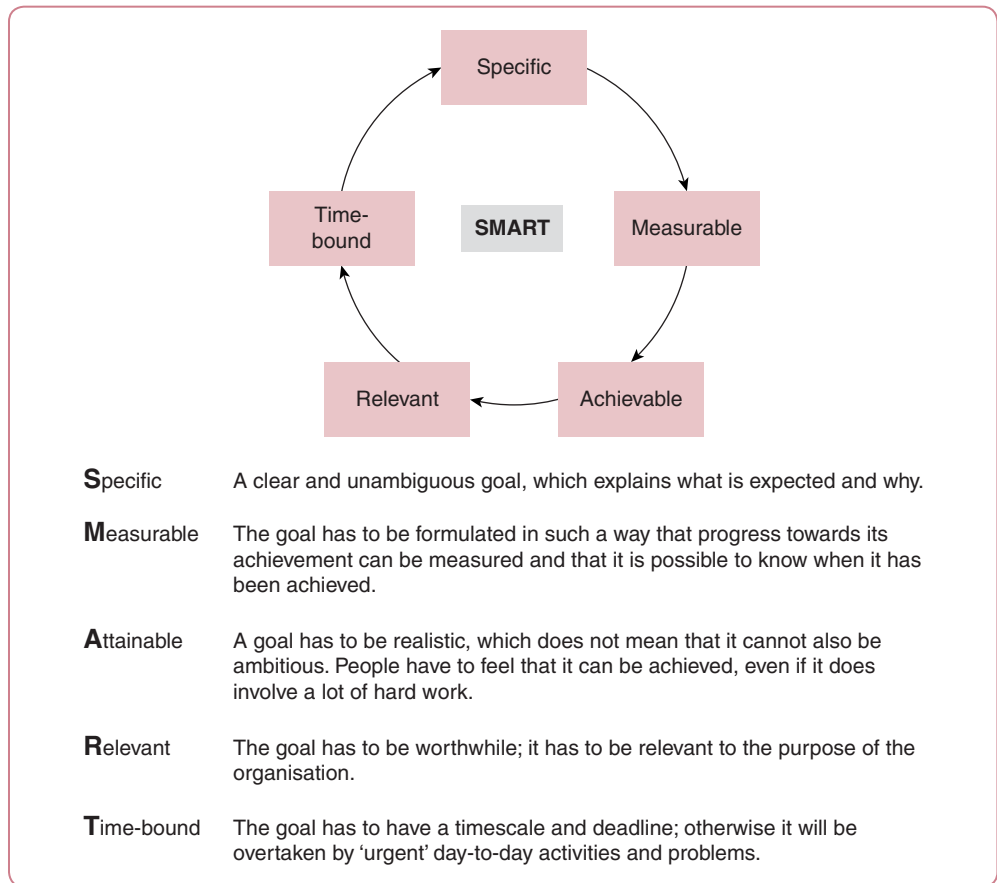 Specific
Time-
bound
SMART
Measurable
Relevant
Achievable
Specific A clear and unambiguous goal, which explains what is expected and why.
Measurable The goal has to be formulated in such a way that progress towards its
achievement can be measured and that it is possible to know when it has
been achieved.
Attainable A goal has to be realistic, which does not mean that it cannot also be
ambitious. People have to feel that it can be achieved, even if it does
involve a lot of hard work.
Relevant The goal has to be worthwhile; it has to be relevant to the purpose of the
organisation.
Time-bound The goal has to have a timescale and deadline; otherwise it will be
overtaken by ‘urgent’ day-to-day activities and problems.